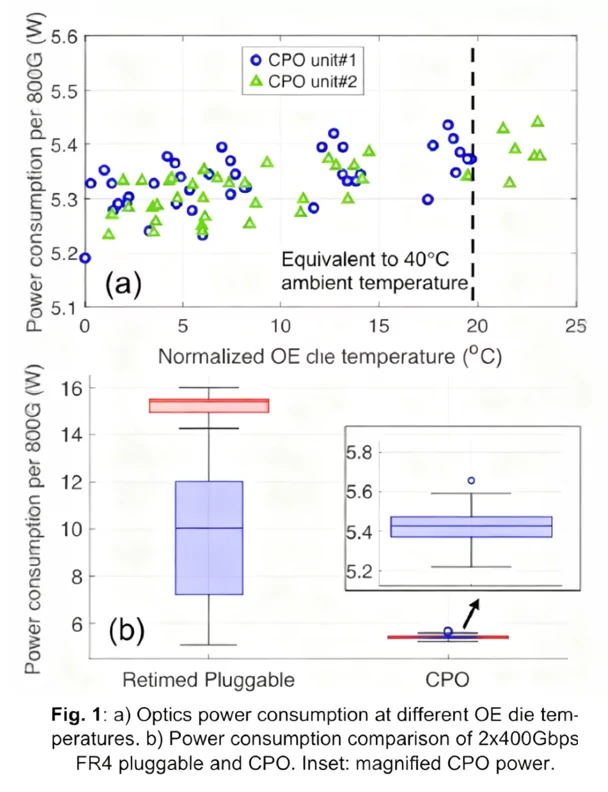 5.6
5.5
5.4
5.3
5.2
5.1
Power consumption per 800G (W)
CPO unit#1
CPO unit#2
Equivalent to 40°C
ambient temperature
(a)
0 5 10 15 20 25
Normalized OE die temperature (°C)
16
14
12
10
8
6
Power consumption per 800G (W)
5.8
5.6
5.4
5.2
(b)
Retimed Pluggable CPO
Fig. 1: a) Optics power consumption at different OE die tem-
peratures. b) Power consumption comparison of 2x400Gbps
FR4 pluggable and CPO. Inset: magnified CPO power.